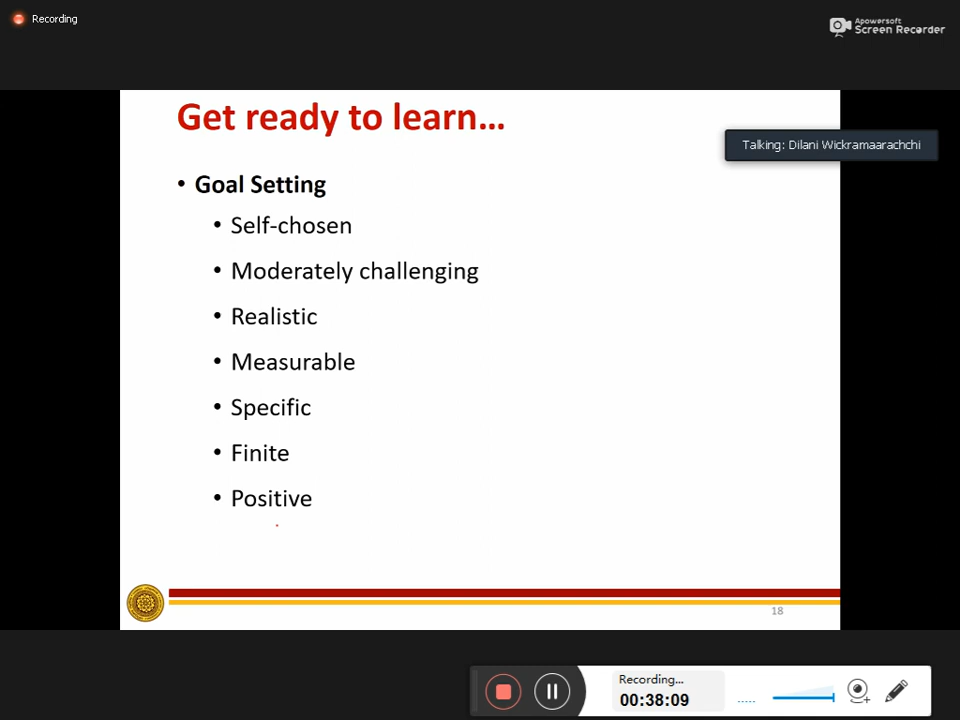 Recording
Apowersoft
Screen Recorder
Get ready to learn…
Talking: Dilani Wickramaarachchi
• Goal Setting
• Self-chosen
• Moderately challenging
• Realistic
• Measurable
• Specific
• Finite
• Positive
18
Recording...
00:38:09